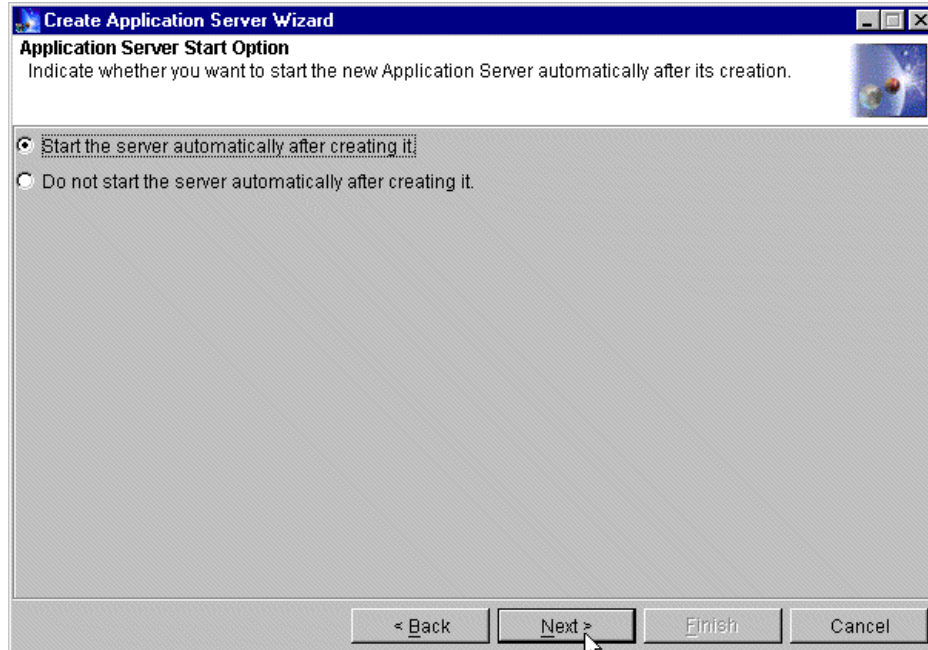 Create Application Server Wizard
Application Server Start Option
Indicate whether you want to start the new Application Server automatically after its creation.
Start the server automatically after creating it.
Do not start the server automatically after creating it.
< Back Next > Finish Cancel